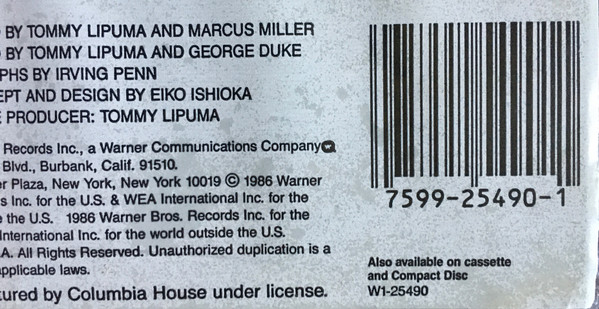 BY TOMMY LIPUMA AND MARCUS MILLER
BY TOMMY LIPUMA AND GEORGE DUKE
PHS BY IRVING PENN
EPT AND DESIGN BY EIKO ISHIOKA
PRODUCER: TOMMY LIPUMA
Records Inc., a Warner Communications Company
Blvd., Burbank, Calif. 91510.
er Plaza, New York, New York 10019 © 1986 Warner
s Inc. for the U.S. & WEA International Inc. for the
the U.S. 1986 Warner Bros. Records Inc. for the
International Inc. for the world outside the U.S.
A. All Rights Reserved. Unauthorized duplication is a
applicable laws.
tured by Columbia House under license.
7599-25490-1
Also available on cassette
and Compact Disc
W1-25490